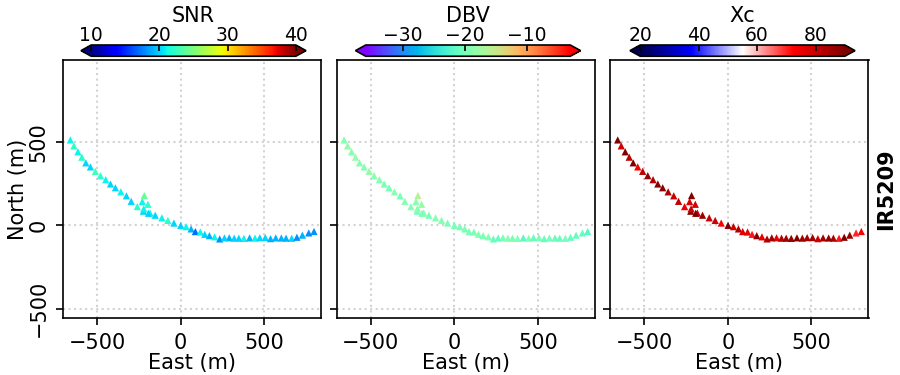 SNR DBV Xc
10 20 30 40 −30 −20 −10 20 40 60 80
North (m)
500
0
−500
IR5209
−500 0 500 −500 0 500 −500 0 500
East (m) East (m) East (m)